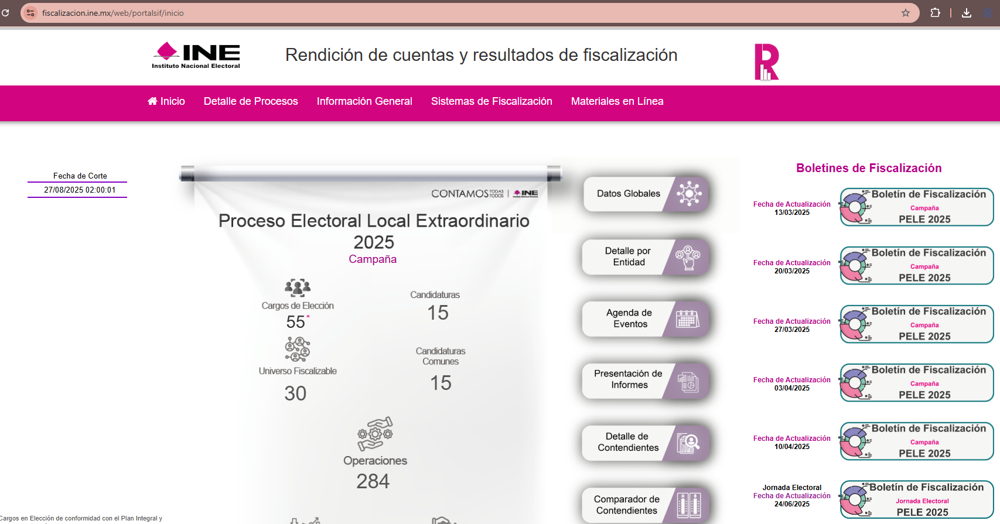 fiscalizacion.ine.mx/web/portalsif/inicio
INE
Instituto Nacional Electoral
Rendición de cuentas y resultados de fiscalización
R
Inicio
Detalle de Procesos
Información General
Sistemas de Fiscalización
Materiales en Línea
Fecha de Corte
27/08/2025 02:00:01
CONTAMOS TODAS TODOS | INE
Proceso Electoral Local Extraordinario
2025
Campaña
Cargos de Elección
55*
Candidaturas
15
Universo Fiscalizable
30
Candidaturas
Comunes
15
Operaciones
284
Datos Globales
Detalle por
Entidad
Agenda de
Eventos
Presentación de
Informes
Detalle de
Contendientes
Comparador de
Contendientes
Boletines de Fiscalización
Fecha de Actualización
13/03/2025
Boletín de Fiscalización
Campaña
PELE 2025
Fecha de Actualización
20/03/2025
Boletín de Fiscalización
Campaña
PELE 2025
Fecha de Actualización
27/03/2025
Boletín de Fiscalización
Campaña
PELE 2025
Fecha de Actualización
03/04/2025
Boletín de Fiscalización
Campaña
PELE 2025
Fecha de Actualización
10/04/2025
Boletín de Fiscalización
Campaña
PELE 2025
Jornada Electoral
Fecha de Actualización
24/06/2025
Boletín de Fiscalización
Jornada Electoral
PELE 2025
Cargos en Elección de conformidad con el Plan Integral y